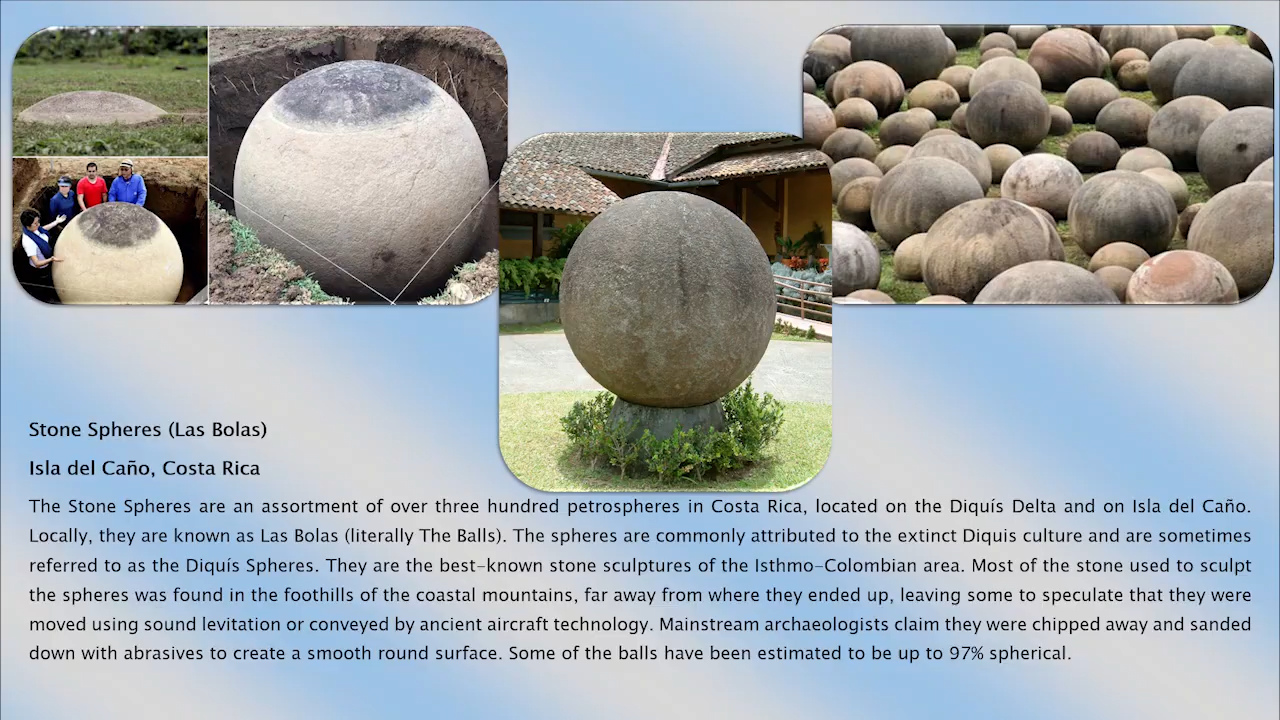 Stone Spheres (Las Bolas)
Isla del Caño, Costa Rica
The Stone Spheres are an assortment of over three hundred petrospheres in Costa Rica, located on the Diquís Delta and on Isla del Caño.
Locally, they are known as Las Bolas (literally The Balls). The spheres are commonly attributed to the extinct Diquis culture and are sometimes
referred to as the Diquís Spheres. They are the best-known stone sculptures of the Isthmo-Colombian area. Most of the stone used to sculpt
the spheres was found in the foothills of the coastal mountains, far away from where they ended up, leaving some to speculate that they were
moved using sound levitation or conveyed by ancient aircraft technology. Mainstream archaeologists claim they were chipped away and sanded
down with abrasives to create a smooth round surface. Some of the balls have been estimated to be up to 97% spherical.